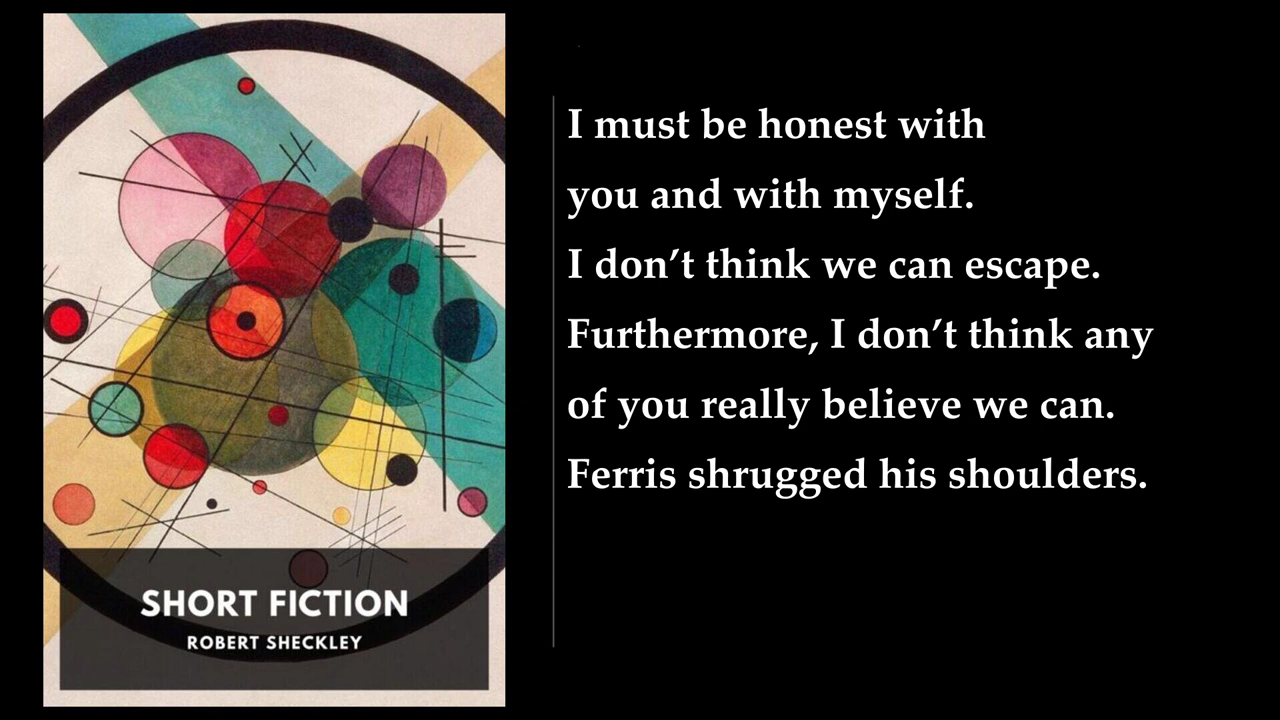 SHORT FICTION
ROBERT SHECKLEY
I must be honest with
you and with myself.
I don’t think we can escape.
Furthermore, I don’t think any
of you really believe we can.
Ferris shrugged his shoulders.